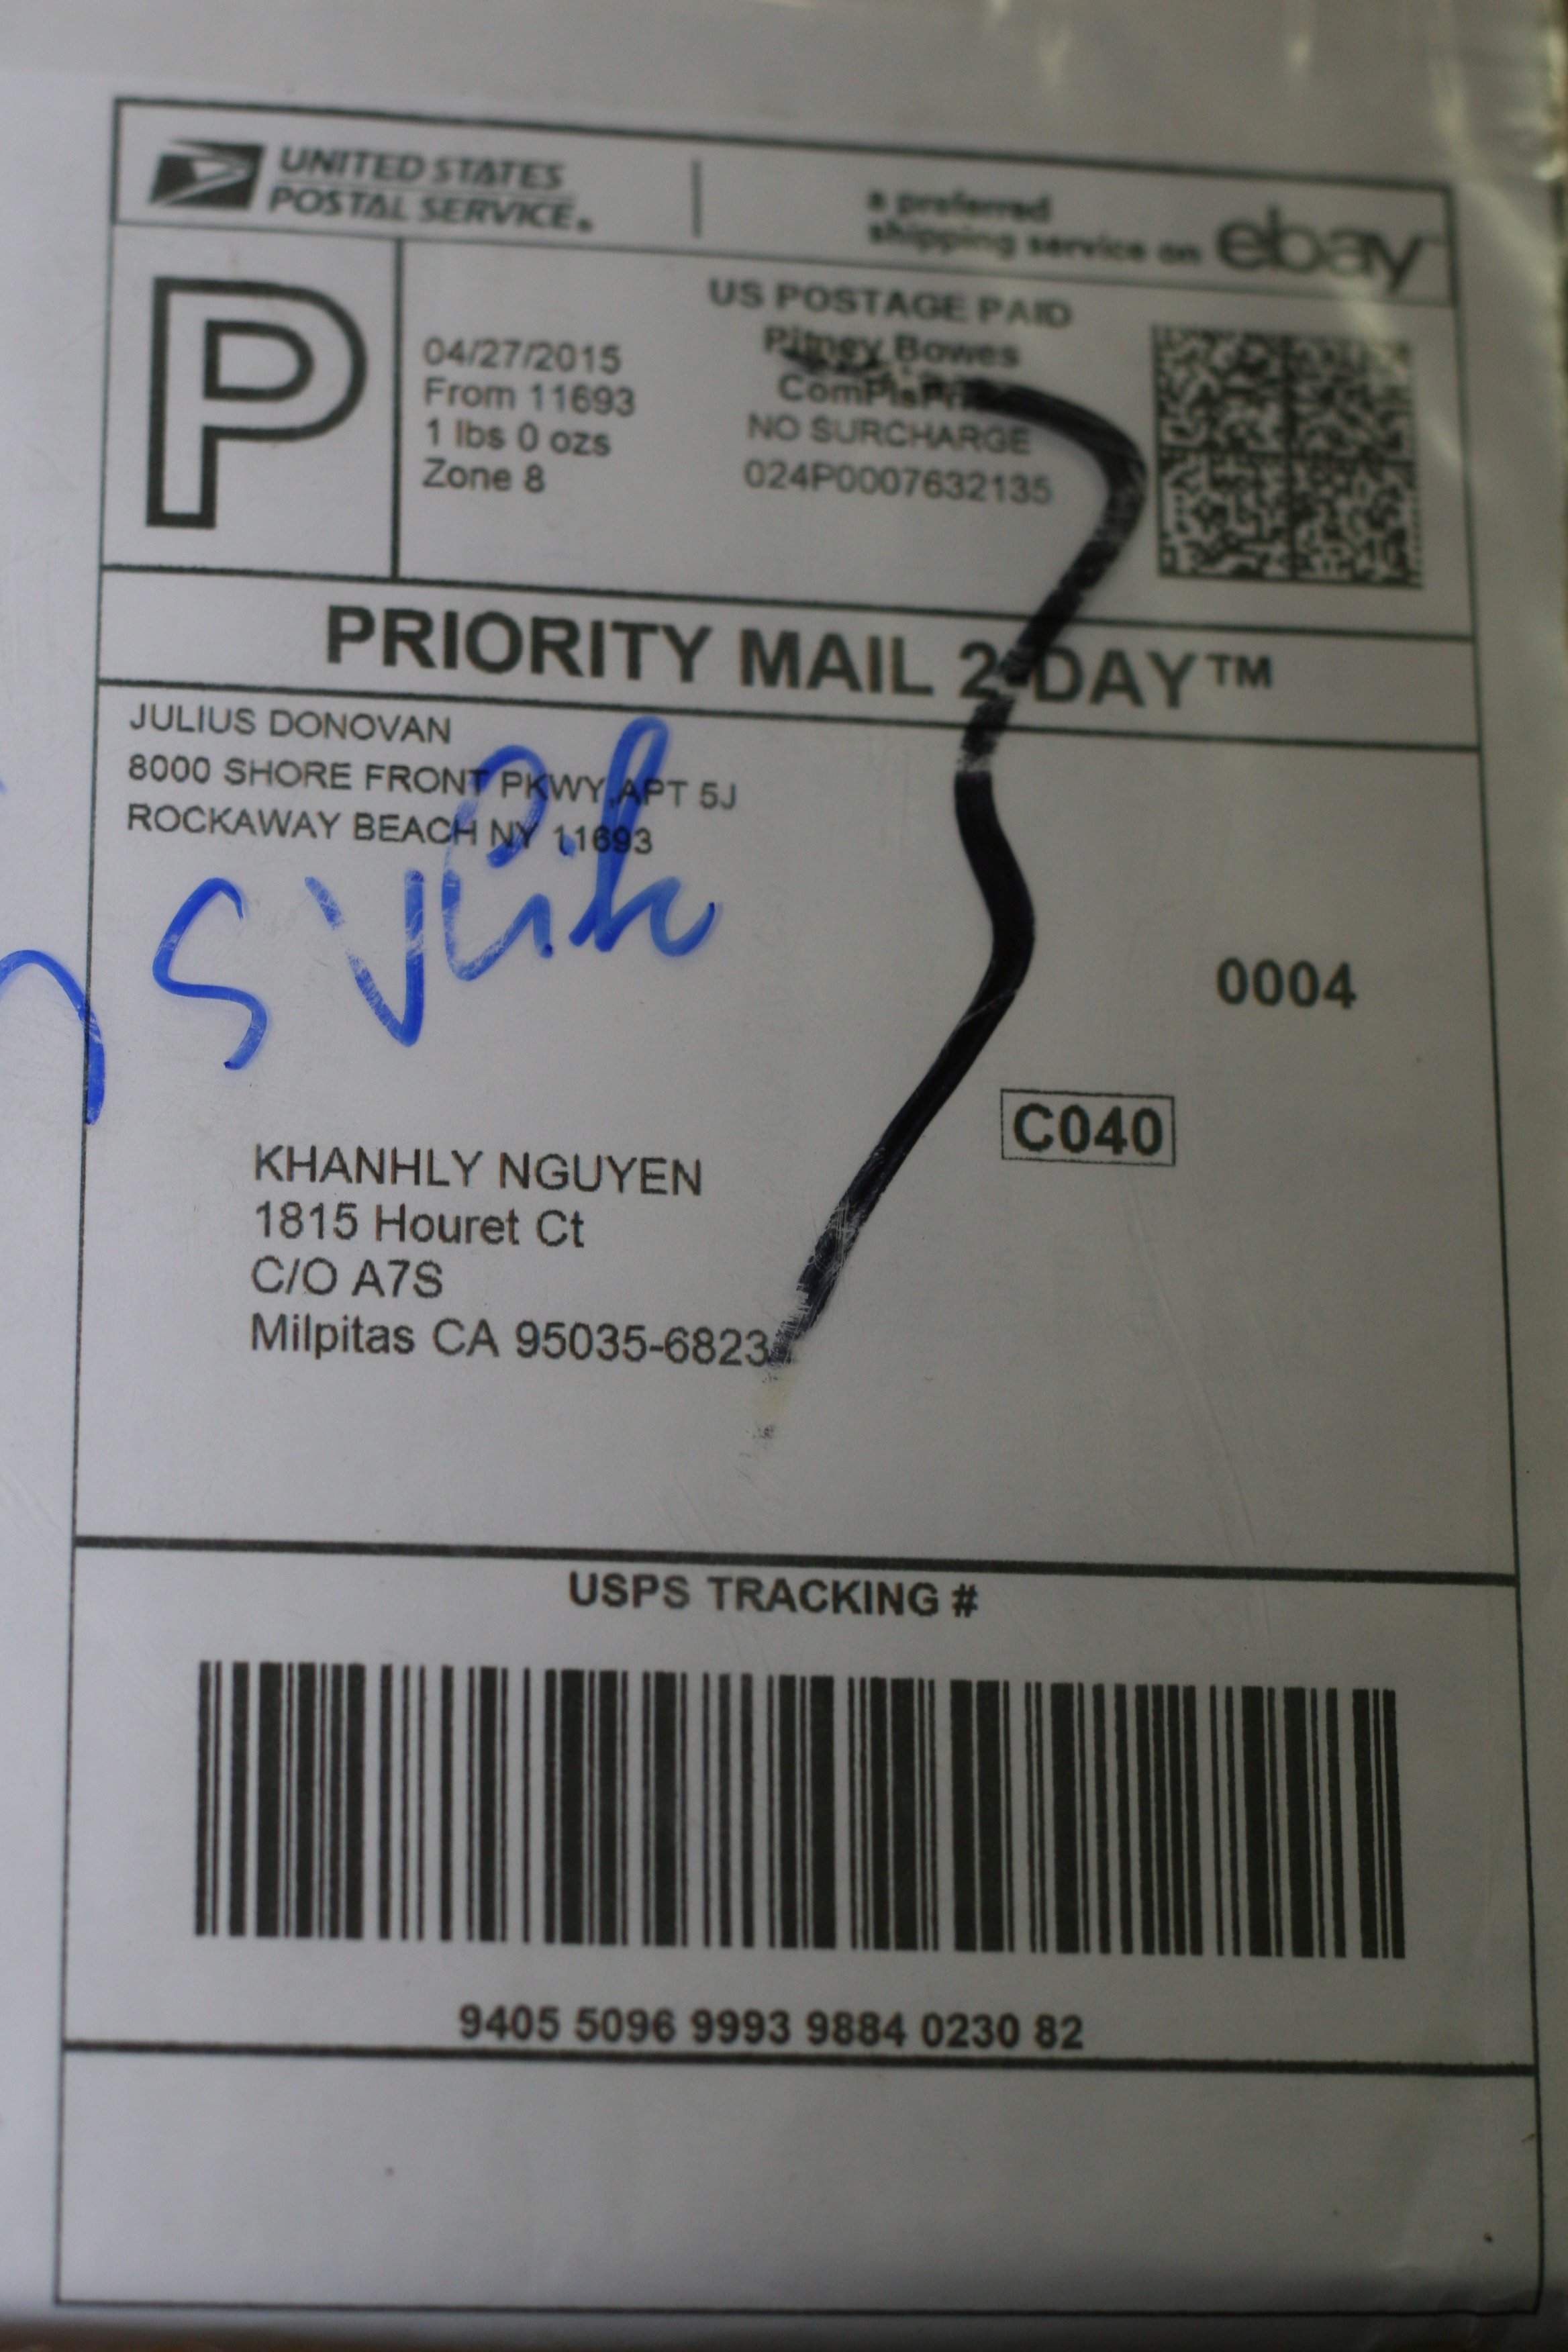 UNITED STATES
POSTAL SERVICE®
a preferred
shipping service on ebay
P
US POSTAGE PAID
04/27/2015
From 11693
1 lbs 0 ozs
Zone 8
Pitney Bowes
NO SURCHARGE
024P0007632135
PRIORITY MAIL 2-DAY™
JULIUS DONOVAN
8000 SHORE FRONT PKWY APT 5J
ROCKAWAY BEACH NY 11693
0004
C040
KHANHLY NGUYEN
1815 Houret Ct
C/O A7S
Milpitas CA 95035-6823
USPS TRACKING #
9405 5096 9993 9884 0230 82